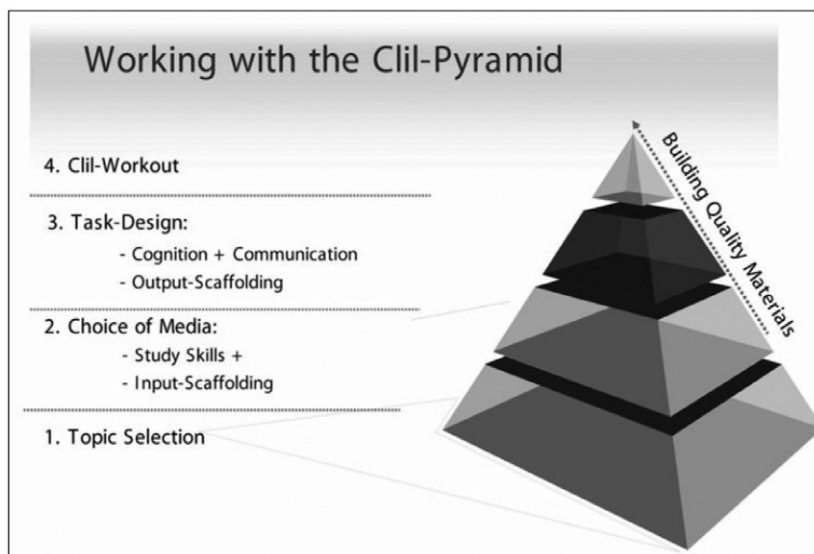 Working with the Clil-Pyramid
4. Clil-Workout
3. Task-Design:
- Cognition + Communication
- Output-Scaffolding
2. Choice of Media:
- Study Skills +
- Input-Scaffolding
1. Topic Selection
Building Quality Materials